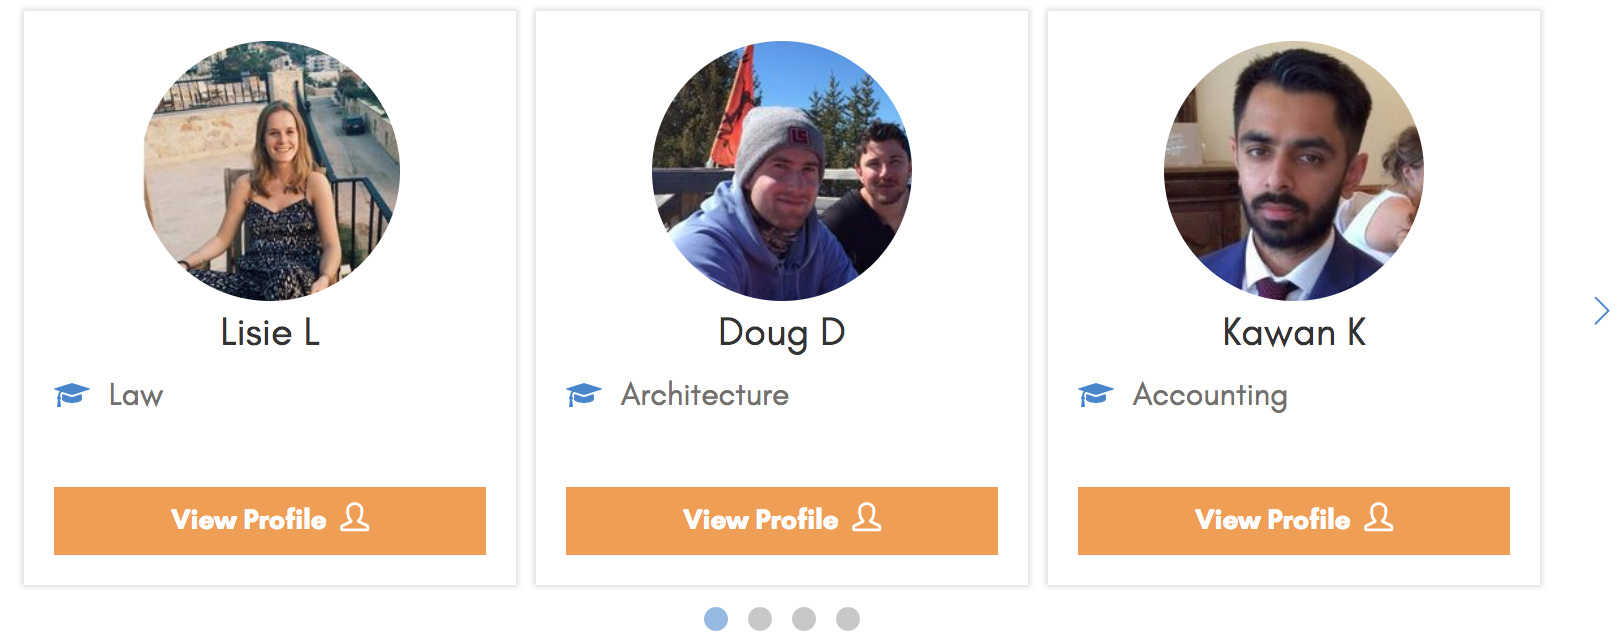 Lisie L
Law
View Profile
Doug D
Architecture
View Profile
Kawan K
Accounting
View Profile